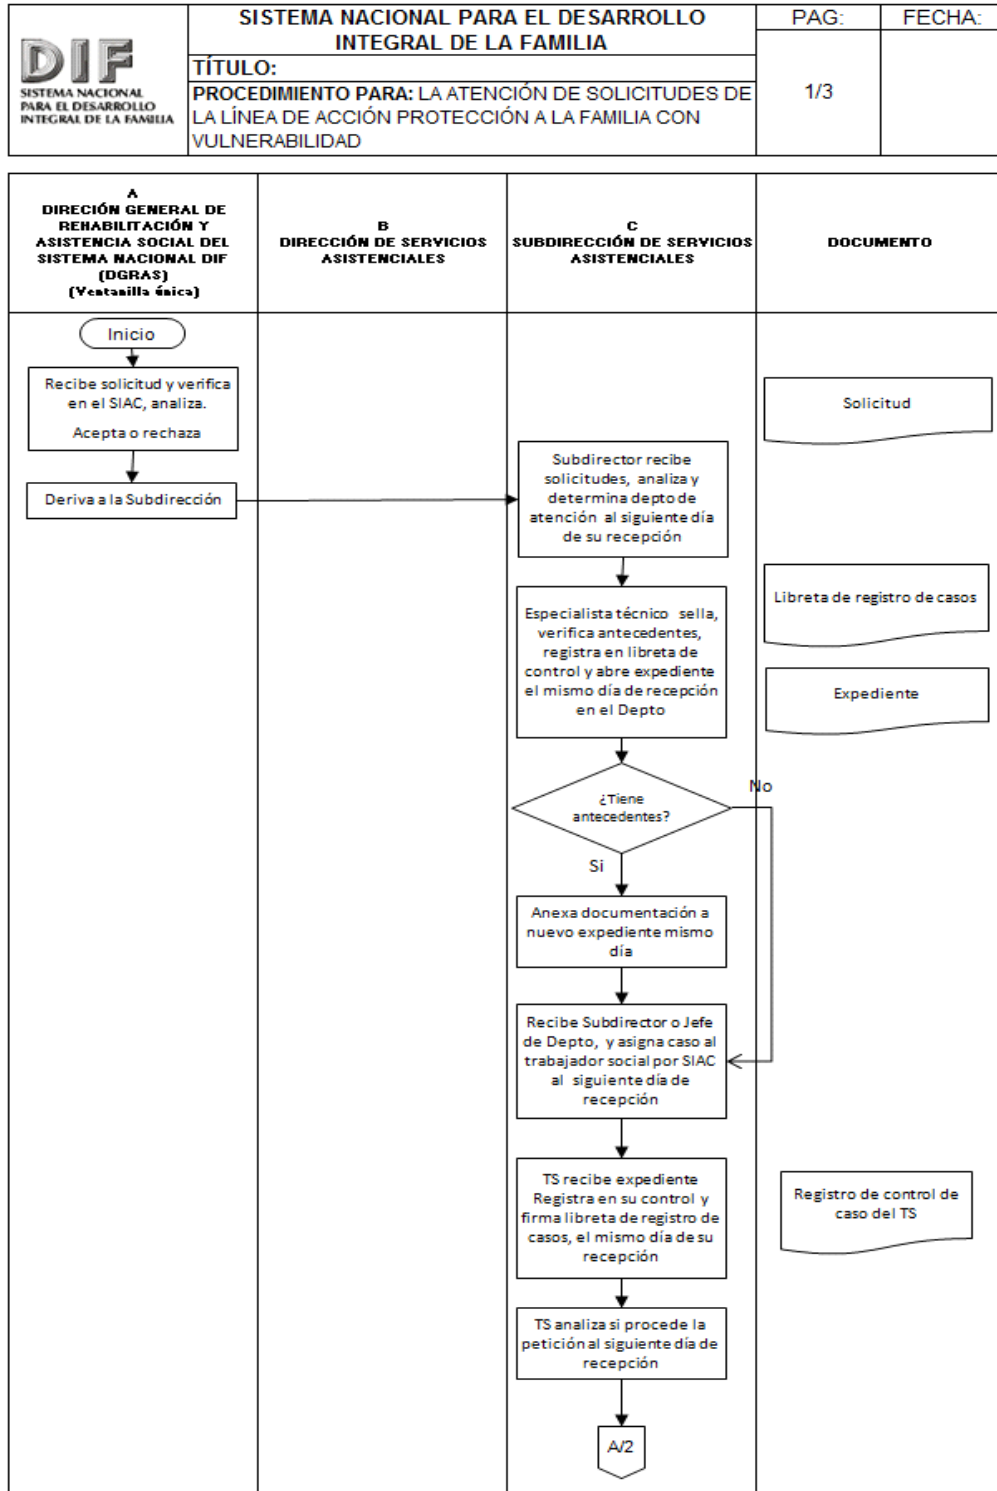 DIF
SISTEMA NACIONAL
PARA EL DESARROLLO
INTEGRAL DE LA FAMILIA
SISTEMA NACIONAL PARA EL DESARROLLO
INTEGRAL DE LA FAMILIA
TÍTULO:
PROCEDIMIENTO PARA: LA ATENCIÓN DE SOLICITUDES DE
LA LÍNEA DE ACCIÓN PROTECCIÓN A LA FAMILIA CON
VULNERABILIDAD
PAG:
1/3
FECHA:
A
DIRECIÓN GENERAL DE
REHABILITACIÓN Y
ASISTENCIA SOCIAL DEL
SISTEMA NACIONAL DIF
(DGRAS)
(Ventanilla única)
B
DIRECCIÓN DE SERVICIOS
ASISTENCIALES
C
SUBDIRECCIÓN DE SERVICIOS
ASISTENCIALES
DOCUMENTO
Inicio
Recibe solicitud y verifica
en el SIAC, analiza.
Acepta o rechaza
Solicitud
Deriva a la Subdirección
Subdirector recibe
solicitudes, analiza y
determina depto de
atención al siguiente día
de su recepción
Especialista técnico sella,
verifica antecedentes,
registra en libreta de
control y abre expediente
el mismo día de recepción
en el Depto
Libreta de registro de casos
Expediente
¿Tiene
antecedentes?
No
Si
Anexa documentación a
nuevo expediente mismo
día
Recibe Subdirector o Jefe
de Depto, y asigna caso al
trabajador social por SIAC
al siguiente día de
recepción
TS recibe expediente
Registra en su control y
firma libreta de registro de
casos, el mismo día de su
recepción
Registro de control de
caso del TS
TS analiza si procede la
petición al siguiente día de
recepción
A/2